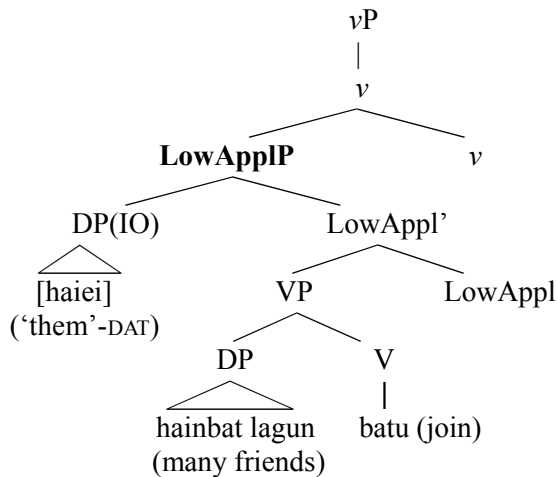 vP
v
LowApplP v
DP(IO) LowAppl’
[haiei] VP LowAppl
(‘them’-DAT)
DP V
hainbat lagun batu (join)
(many friends)